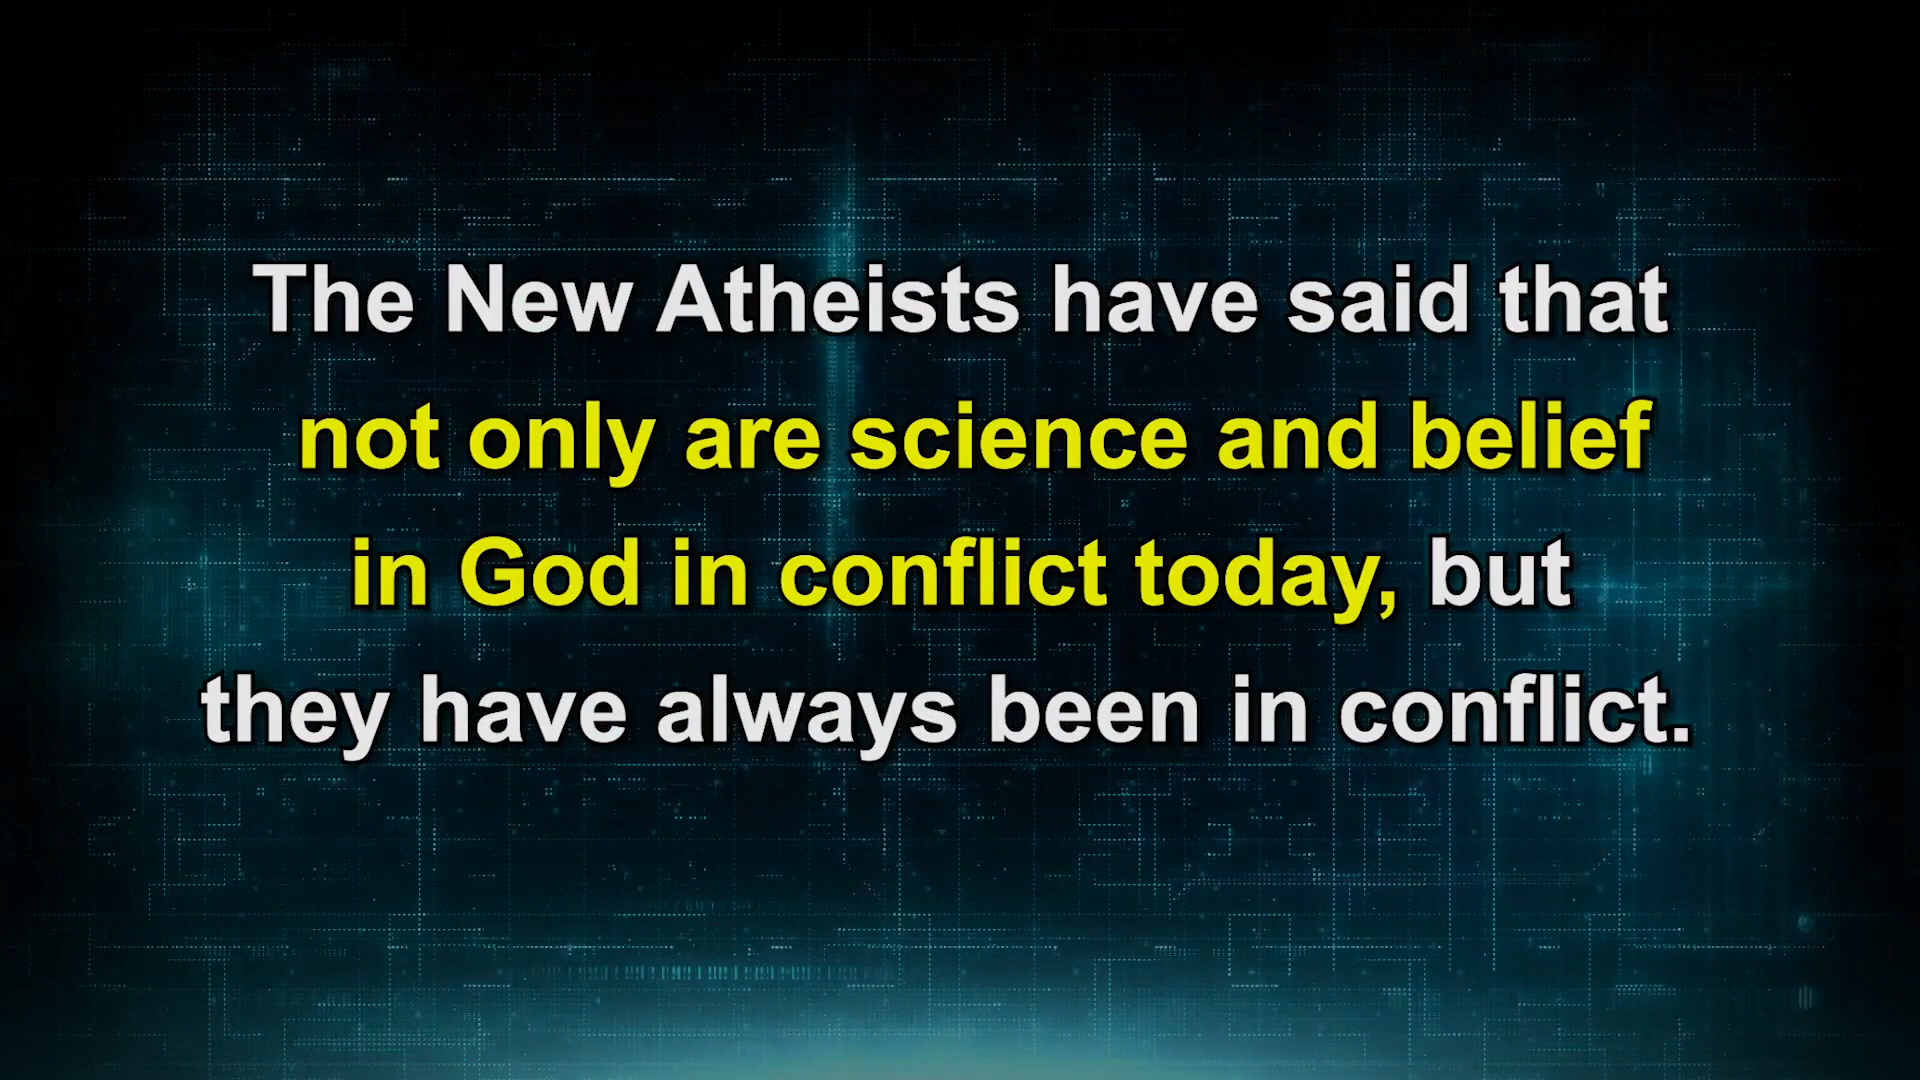 The New Atheists have said that
not only are science and belief
in God in conflict today, but
they have always been in conflict.